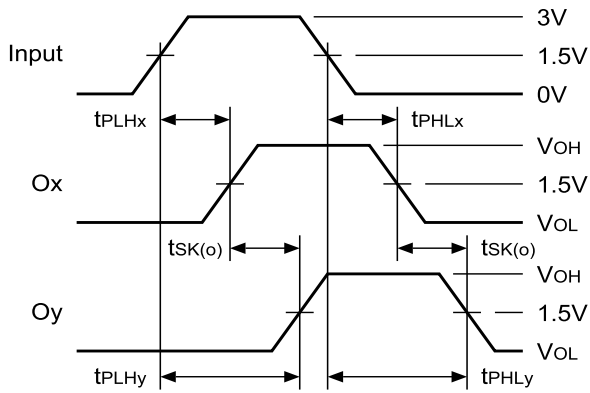 3V
Input
1.5V
0V
tPLHx
tPHLx
VOH
Ox
1.5V
VOL
tSK(o)
tSK(o)
VOH
Oy
1.5V
VOL
tPLHy
tPHLy